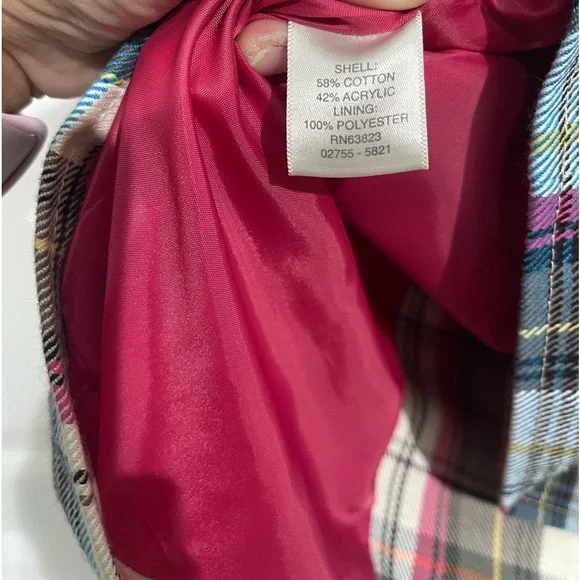 SHELL:
58% COTTON
42% ACRYLIC
LINING:
100% POLYESTER
RN63823
02755 - 5821